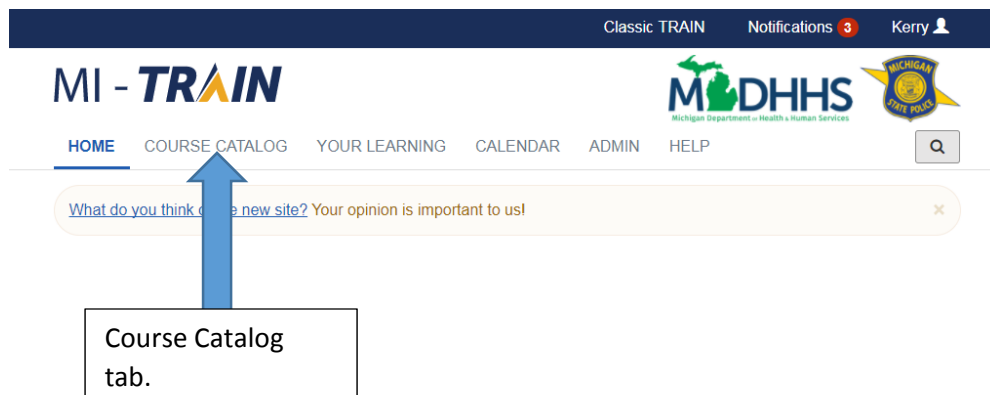 Classic TRAIN Notifications 3 Kerry
MI - TRAIN
MDHHS
Michigan Department of Health & Human Services
MICHIGAN
STATE POLICE
HOME COURSE CATALOG YOUR LEARNING CALENDAR ADMIN HELP
What do you think new site? Your opinion is important to us! ×
Course Catalog
tab.